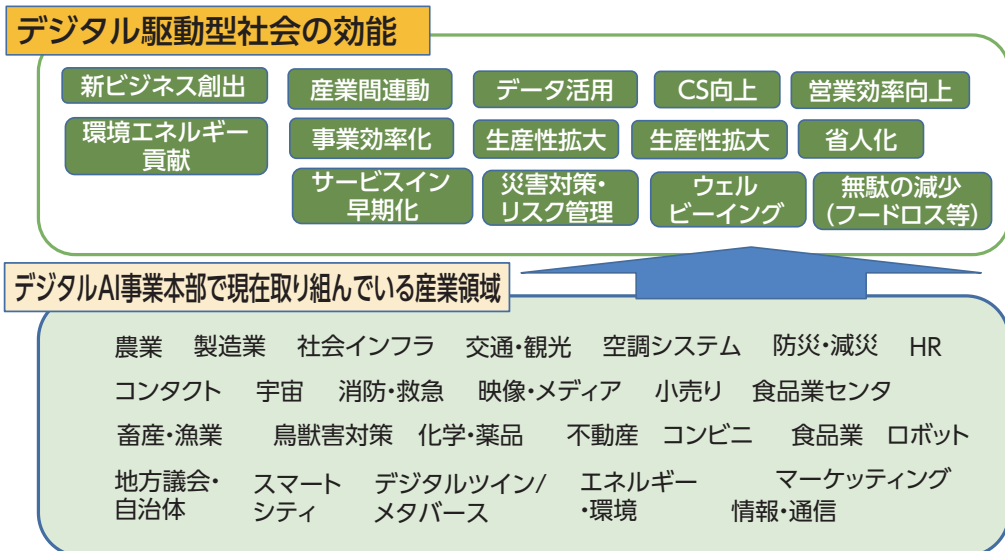 デジタル駆動型社会の効能
新ビジネス創出 産業間連動 データ活用 CS向上 営業効率向上
環境エネルギー
貢献
事業効率化 生産性拡大 生産性拡大 省人化
サービスイン
早期化
災害対策・
リスク管理
ウェル
ビーイング
無駄の減少
(フードロス等)
デジタルAI事業本部で現在取り組んでいる産業領域
農業 製造業 社会インフラ 交通・観光 空調システム 防災・減災 HR
コンタクト 宇宙 消防・救急 映像・メディア 小売り 食品業センタ
畜産・漁業 鳥獣害対策 化学・薬品 不動産 コンビニ 食品業 ロボット
地方議会・
自治体
スマート
シティ
デジタルツイン/
メタバース
エネルギー
・環境
マーケッティング
情報・通信